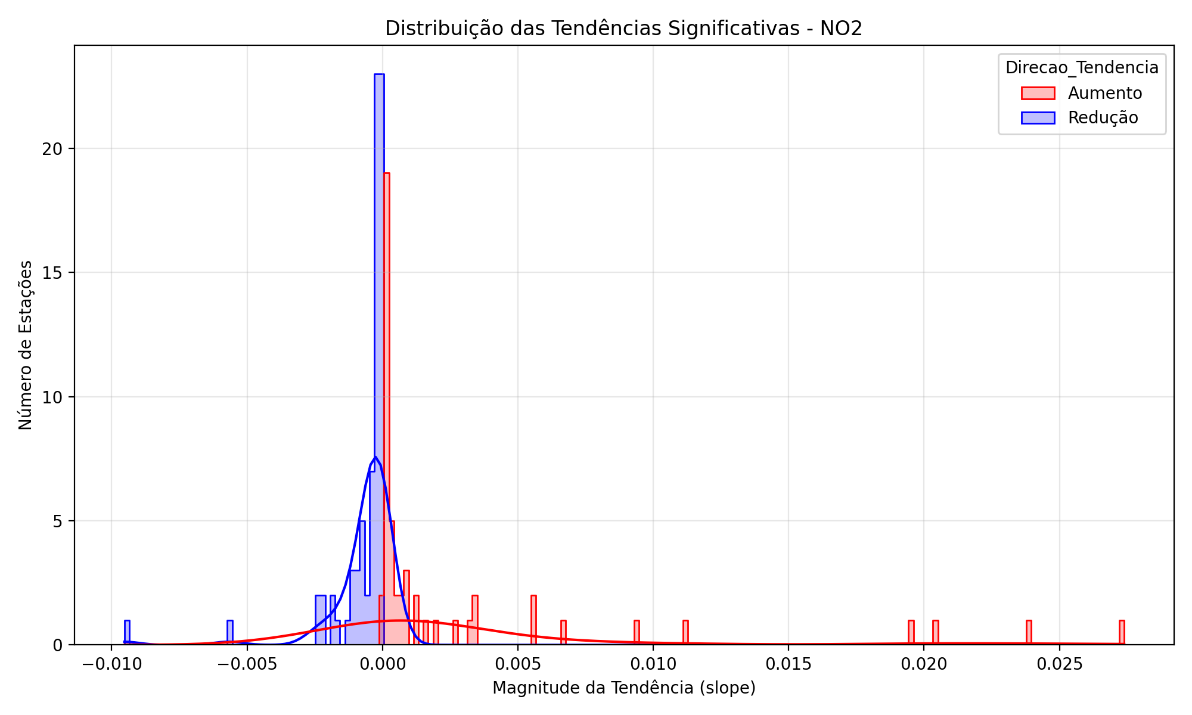 Distribuição das Tendências Significativas - NO2
Direcao_Tendencia
Aumento
Redução
Número de Estações
20
15
10
5
0
−0.010
−0.005
0.000
0.005
0.010
0.015
0.020
0.025
Magnitude da Tendência (slope)